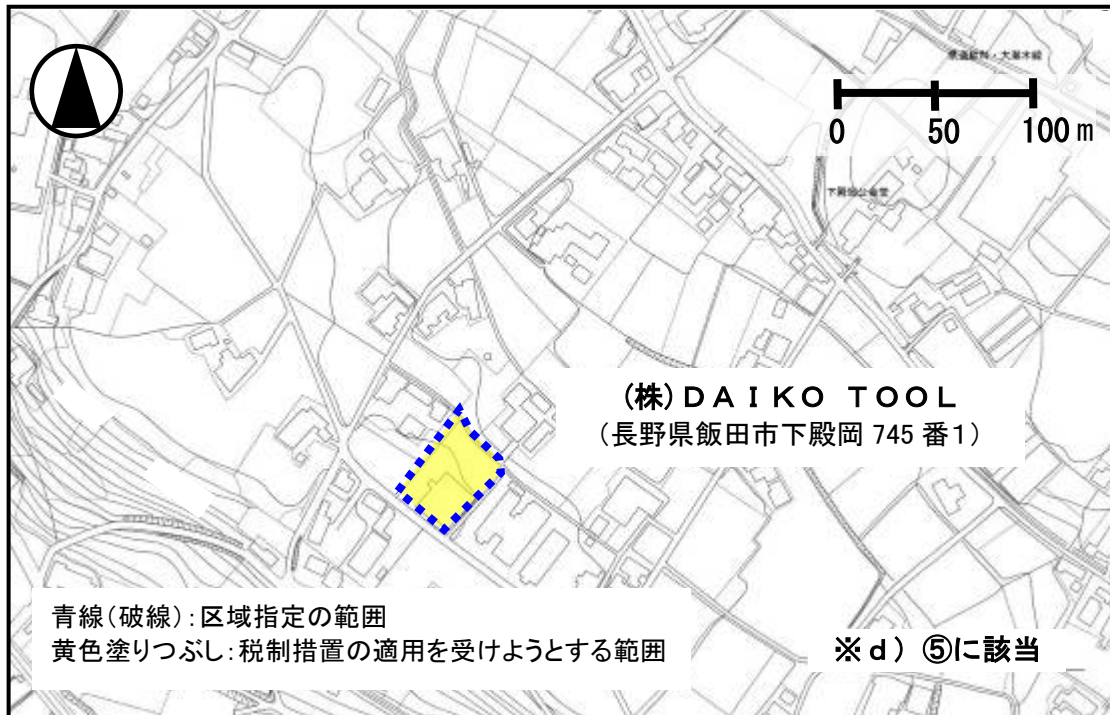 0 50 100 m
(株)ＤＡＩＫＯ ＴＯＯＬ
（長野県飯田市下殿岡 745 番１）
青線（破線）：区域指定の範囲
黄色塗りつぶし：税制措置の適用を受けようとする範囲
※ｄ）⑤に該当